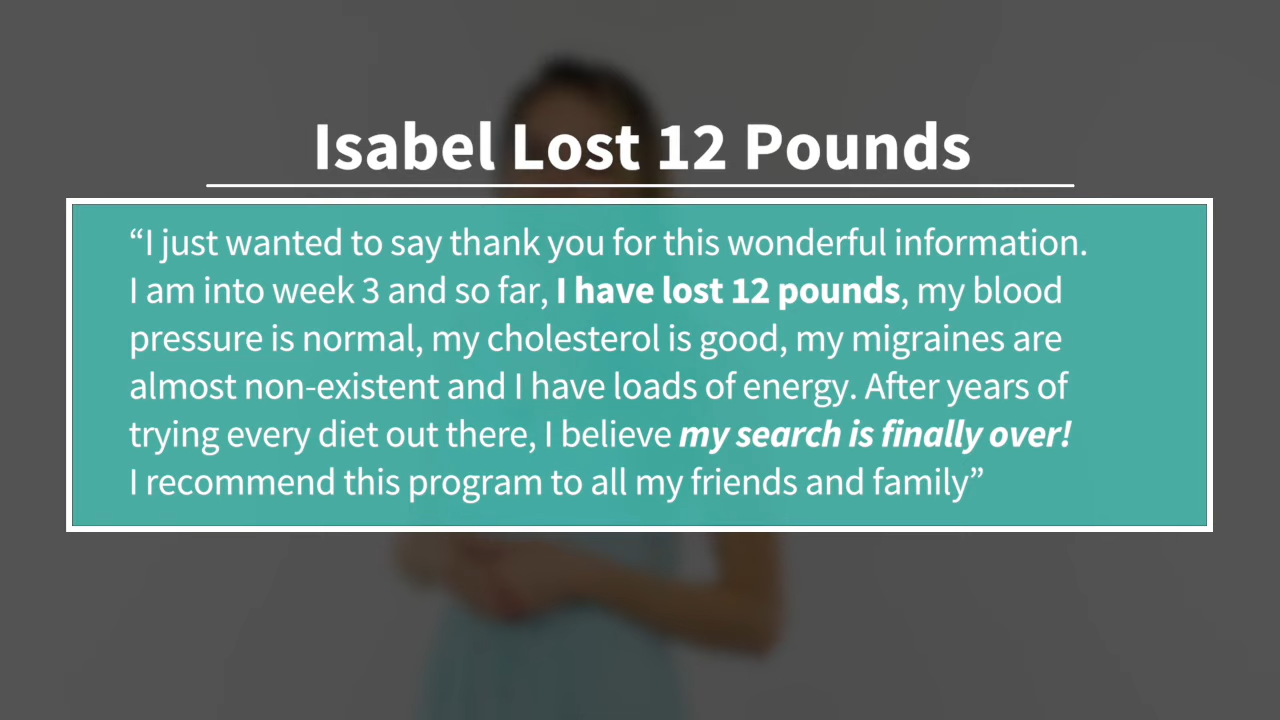 Isabel Lost 12 Pounds
“I just wanted to say thank you for this wonderful information.
I am into week 3 and so far, I have lost 12 pounds, my blood
pressure is normal, my cholesterol is good, my migraines are
almost non-existent and I have loads of energy. After years of
trying every diet out there, I believe my search is finally over!
I recommend this program to all my friends and family”